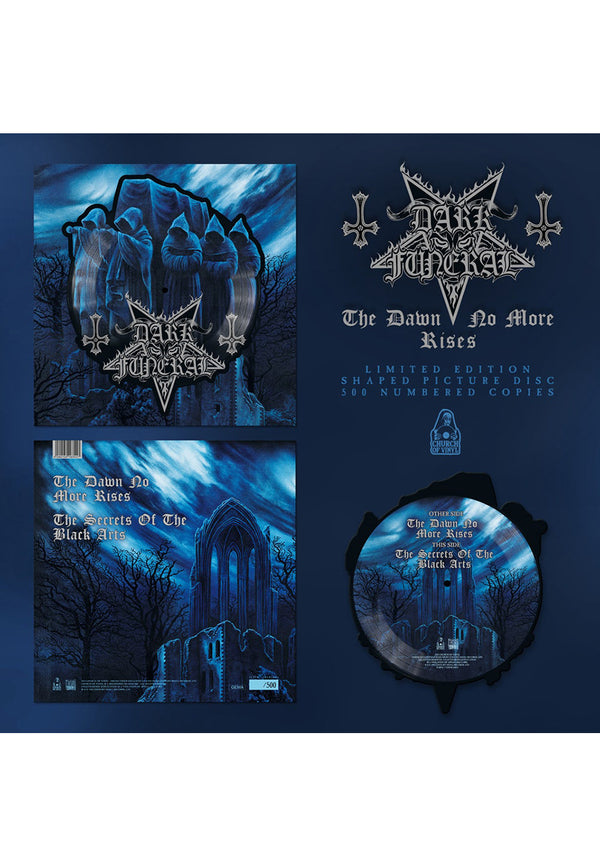 DARK
FUNERAL
DARK
FUNERAL
The Dawn No More
Rises
LIMITED EDITION
SHAPED PICTURE DISC
500 NUMBERED COPIES
CHURCH
OF VINYL
The Dawn No
More Rises
The Secrets Of The
Black Arts
GEMA
/500
OTHER SIDE
The Dawn No
More Rises
THIS SIDE
The Secrets Of The
Black Arts